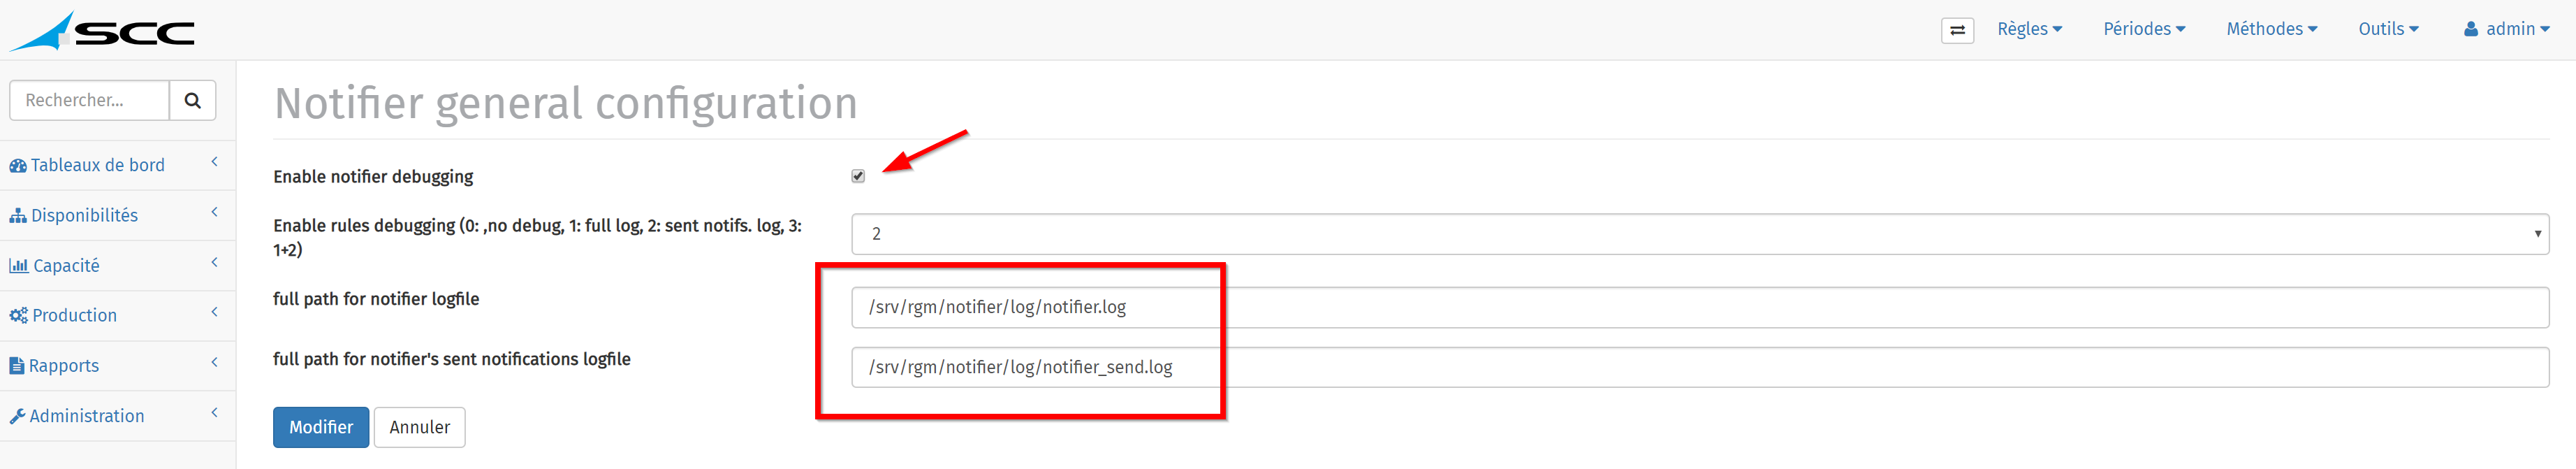 SCC
Règles
Périodes
Méthodes
Outils
admin
Rechercher...
Tableaux de bord
Disponibilités
Capacité
Production
Rapports
Administration
Notifier general configuration
Enable notifier debugging
Enable rules debugging (0: ,no debug, 1: full log, 2: sent notifs. log, 3:
1+2)
2
full path for notifier logfile
/srv/rgm/notifier/log/notifier.log
full path for notifier's sent notifications logfile
/srv/rgm/notifier/log/notifier_send.log
Modifier
Annuler